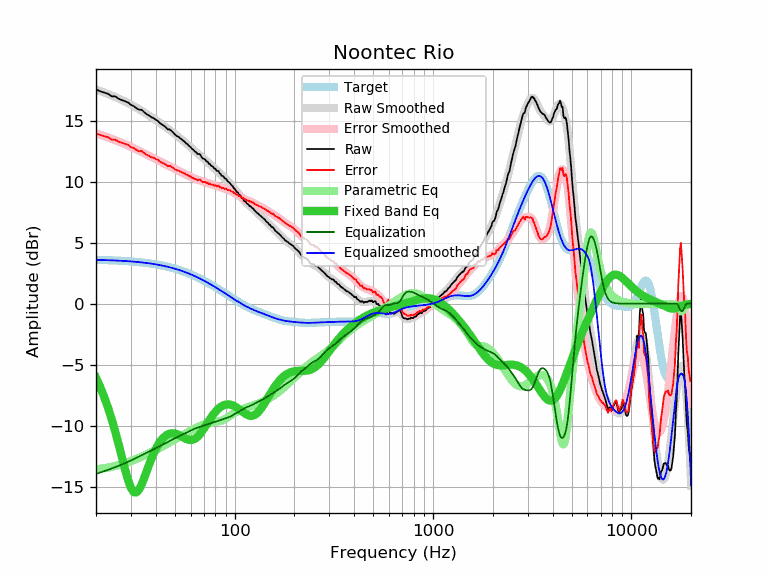 Noontec Rio
Target
Raw Smoothed
Error Smoothed
Raw
Error
Parametric Eq
Fixed Band Eq
Equalization
Equalized smoothed
15
10
5
0
−5
−10
−15
Amplitude (dBr)
100
1000
10000
Frequency (Hz)